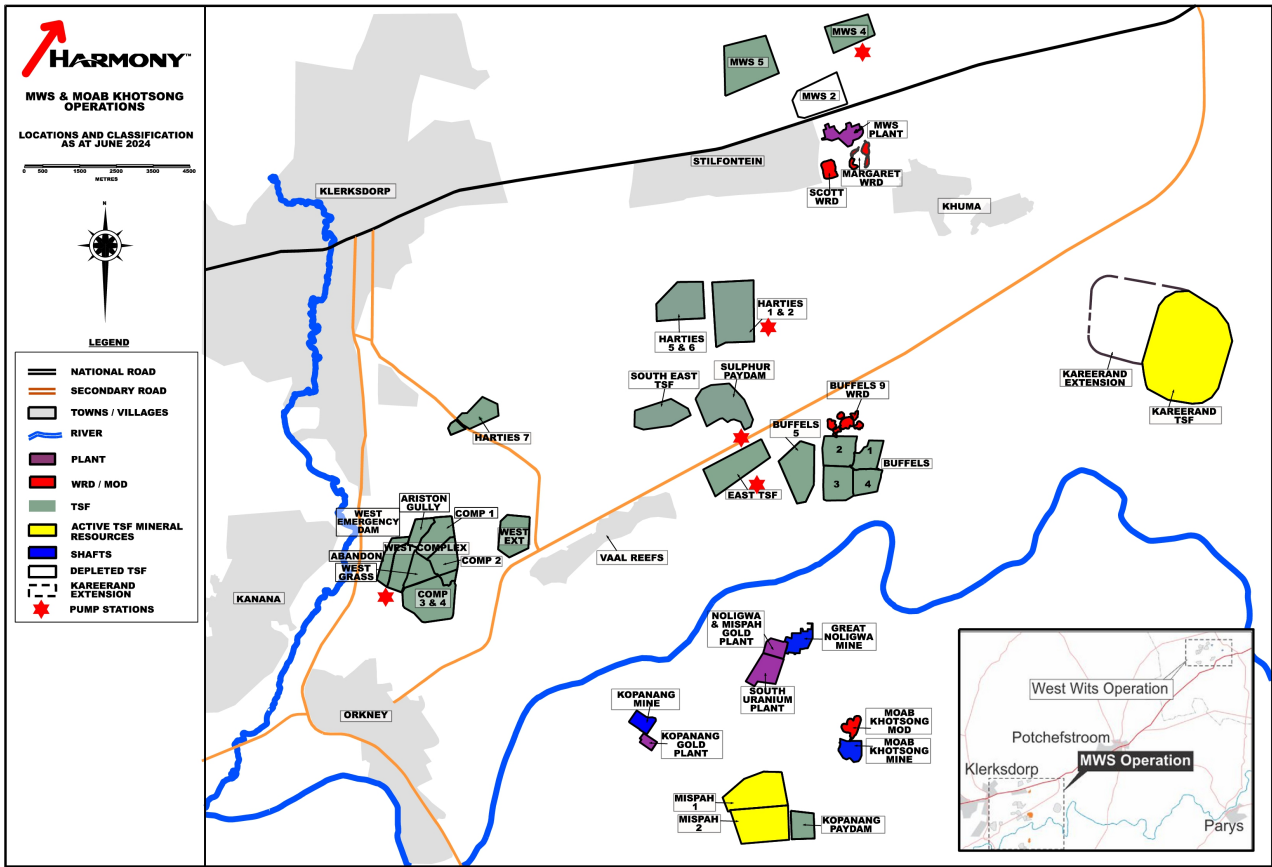 HARMONY™
MWS & MOAB KHOTSONG
OPERATIONS
LOCATIONS AND CLASSIFICATION
AS AT JUNE 2024
0 500 1500 2500 3500 4500
METRES
N
LEGEND
NATIONAL ROAD
SECONDARY ROAD
TOWNS / VILLAGES
RIVER
PLANT
WRD / MOD
TSF
ACTIVE TSF MINERAL
RESOURCES
SHAFTS
DEPLETED TSF
KAREERAND
EXTENSION
PUMP STATIONS
MWS 4
MWS 5
MWS 2
MWS
PLANT
STILFONTEIN
MARGARET
WRD
SCOTT
WRD
KLERKSDORP
KHUMA
HARTIES
1 & 2
HARTIES
5 & 6
KAREERAND
EXTENSION
KAREERAND
TSF
SOUTH EAST
TSF
SULPHUR
PAYDAM
BUFFELS 9
WRD
BUFFELS
5
HARTIES 7
2
1
BUFFELS
3
4
EAST TSF
ARISTON
GULLY
WEST
EMERGENCY
DAM
COMP 1
WEST
EXT
WEST COMPLEX
ABANDON
COMP 2
WEST
GRASS
VAAL REEFS
COMP
3 & 4
KANANA
NOLIGWA
& MISPAH
GOLD
PLANT
GREAT
NOLIGWA
MINE
SOUTH
URANIUM
PLANT
KOPANANG
MINE
KOPANANG
GOLD
PLANT
ORKNEY
MOAB
KHOTSONG
MOD
MOAB
KHOTSONG
MINE
MISPAH
1
MISPAH
2
KOPANANG
PAYDAM
West Wits Operation
Potchefstroom
MWS Operation
Klerksdorp
Parys